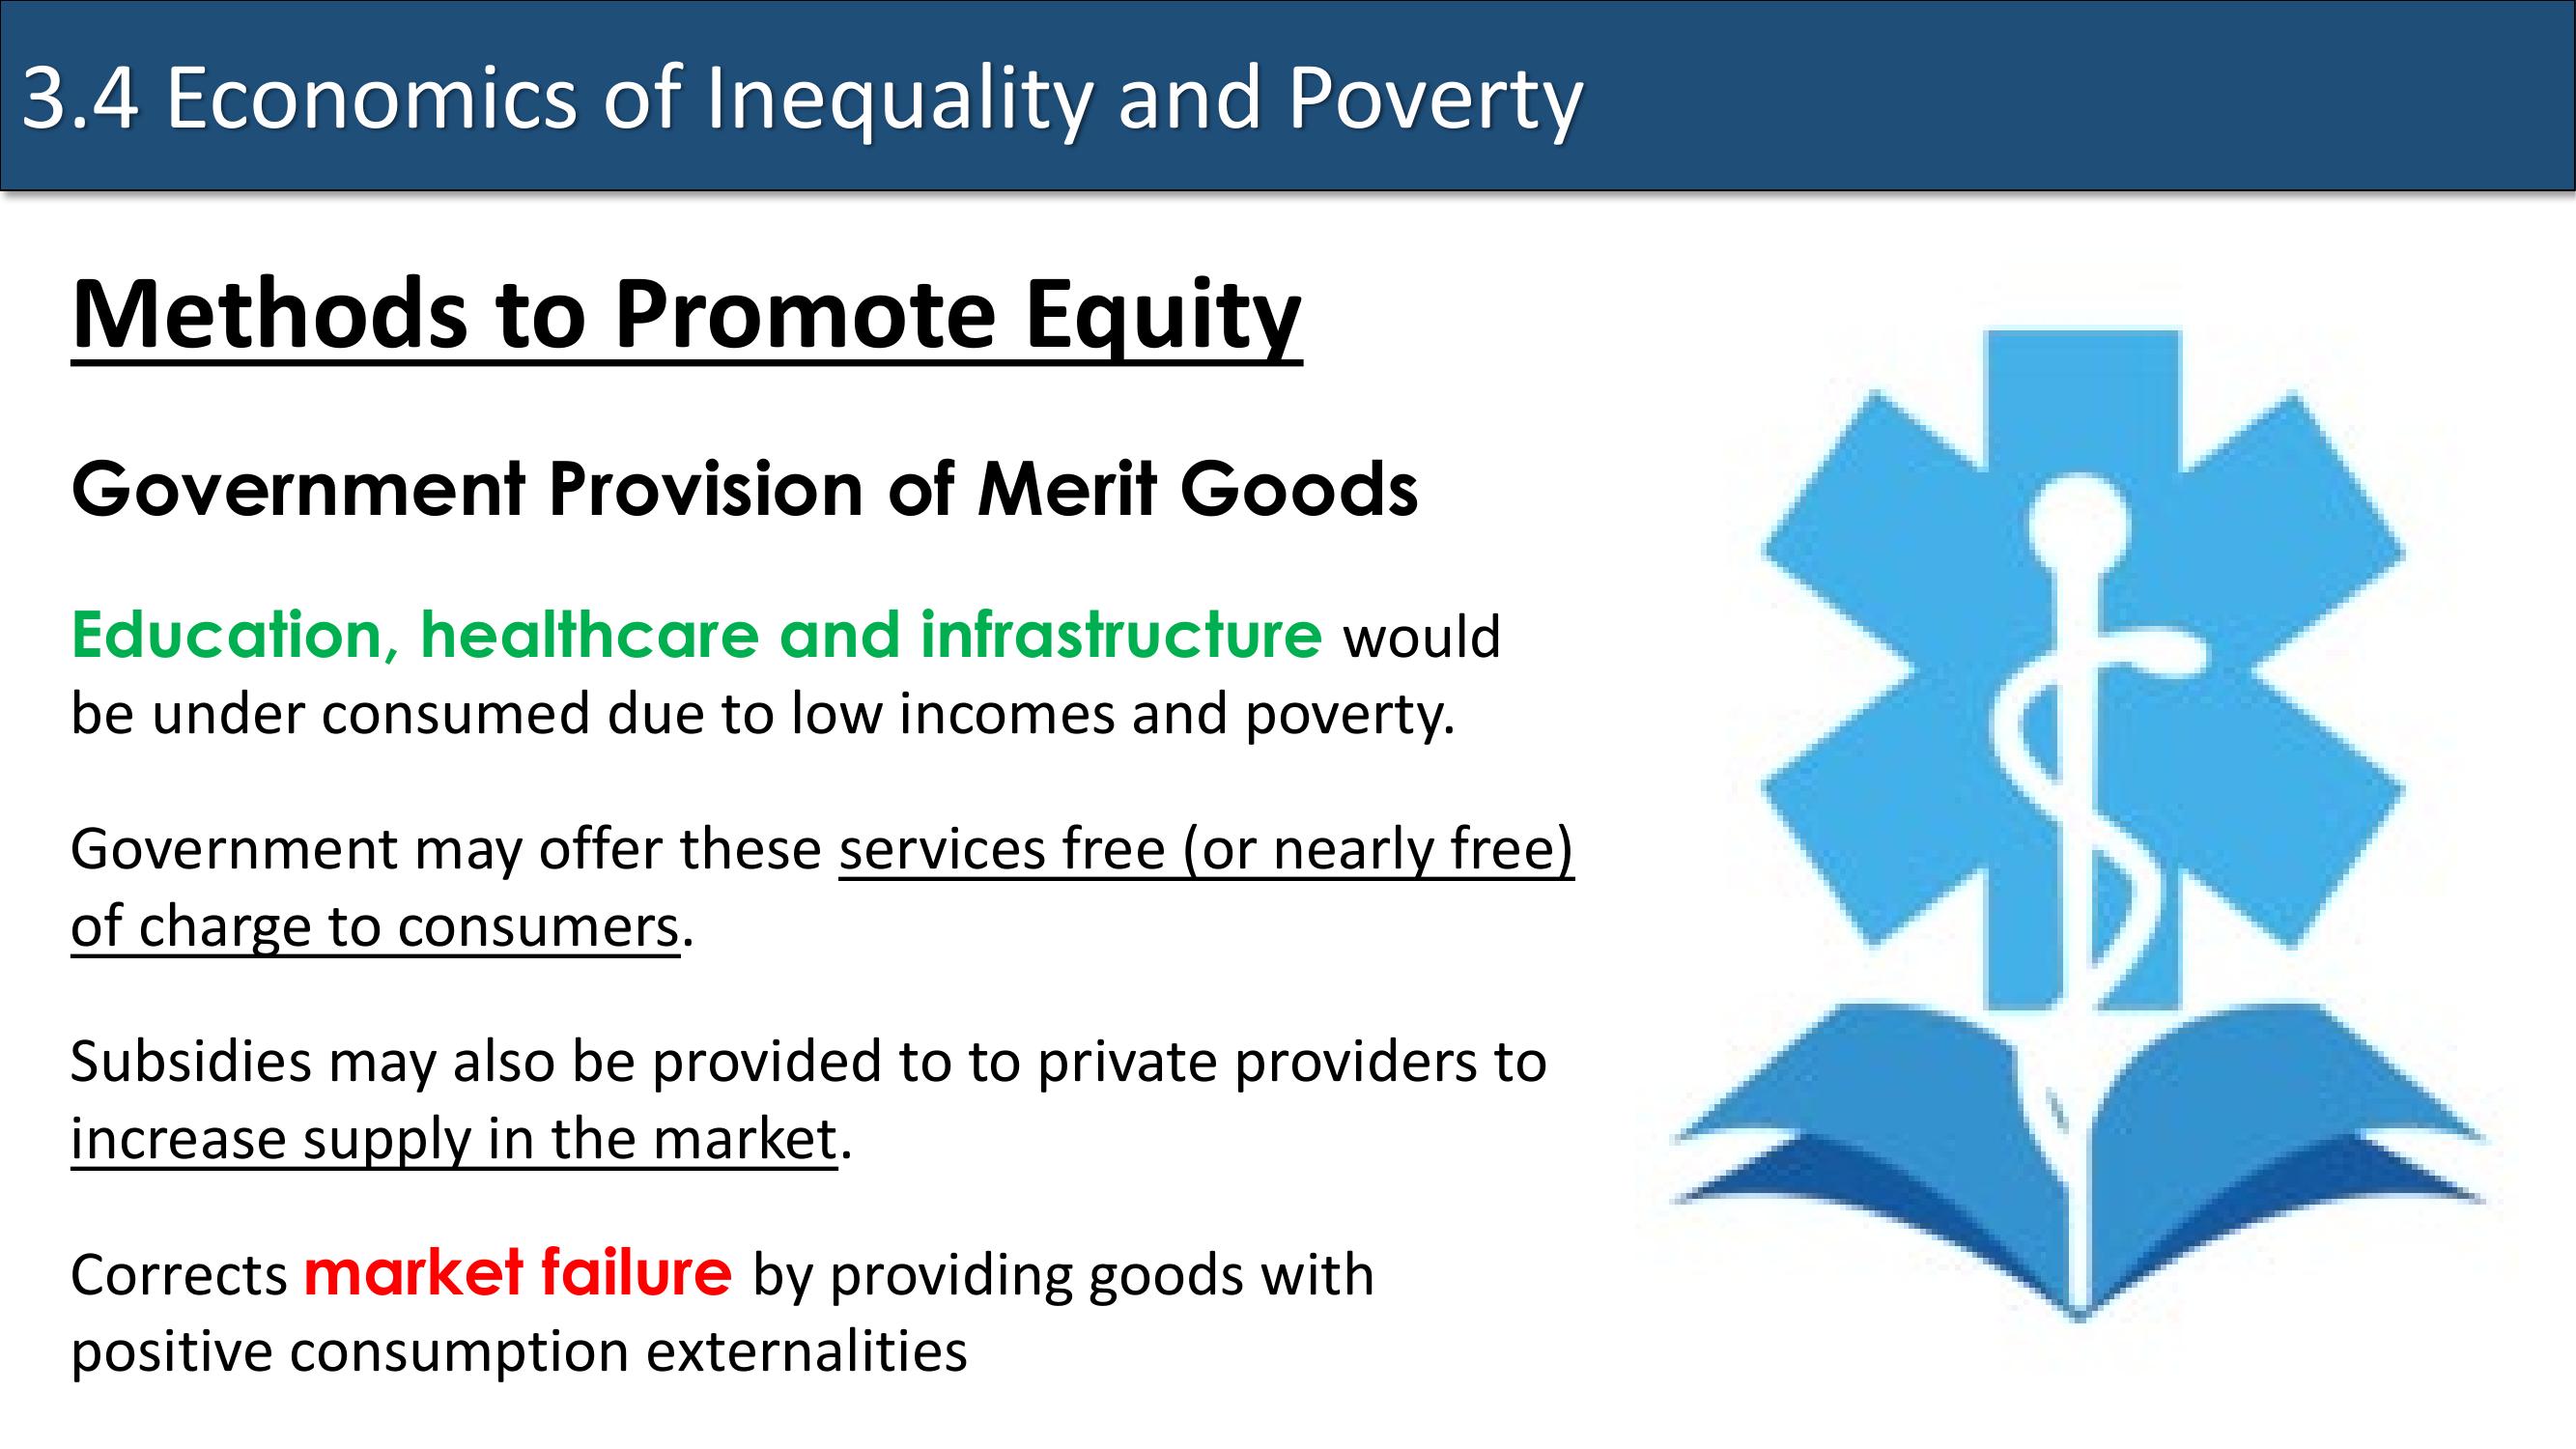 3.4 Economics of Inequality and Poverty
Methods to Promote Equity
Government Provision of Merit Goods
Education, healthcare and infrastructure would
be under consumed due to low incomes and poverty.
Government may offer these services free (or nearly free)
of charge to consumers.
Subsidies may also be provided to to private providers to
increase supply in the market.
Corrects market failure by providing goods with
positive consumption externalities